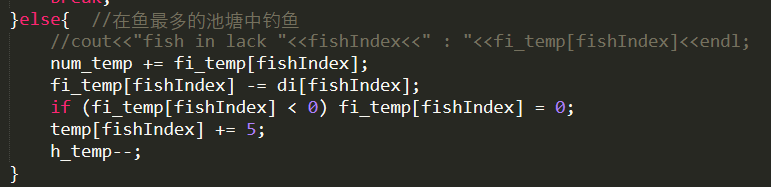 break;
}else{  //在鱼最多的池塘中钓鱼
//cout<<"fish in lack "<<fishIndex<<" : "<<fi_temp[fishIndex]<<endl;
num_temp += fi_temp[fishIndex];
fi_temp[fishIndex] -= di[fishIndex];
if (fi_temp[fishIndex] < 0) fi_temp[fishIndex] = 0;
temp[fishIndex] += 5;
h_temp--;
}